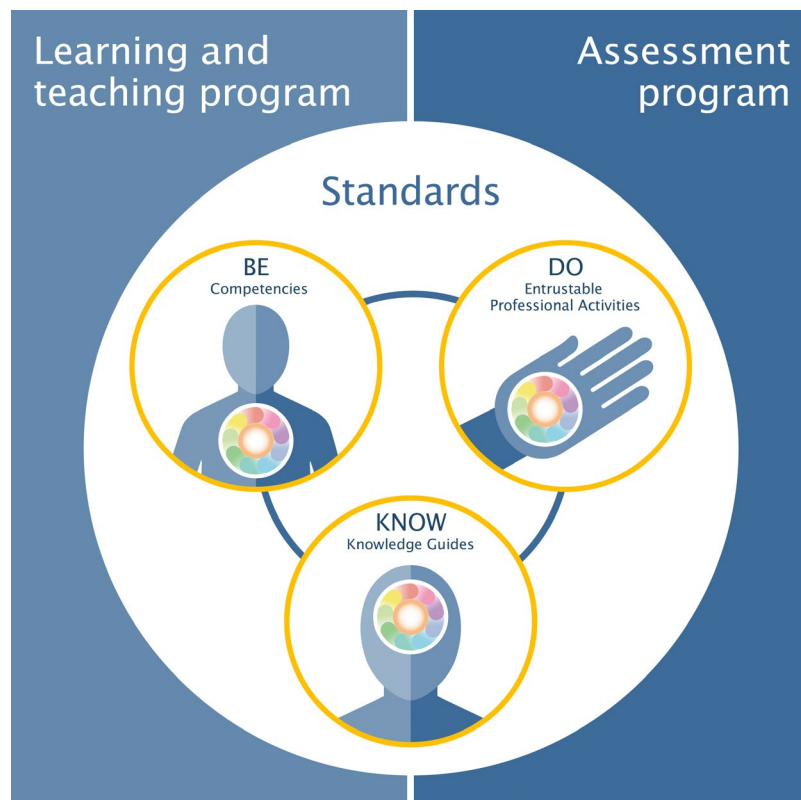 Learning and
teaching program
Assessment
program
Standards
BE
Competencies
DO
Entrustable
Professional Activities
KNOW
Knowledge Guides